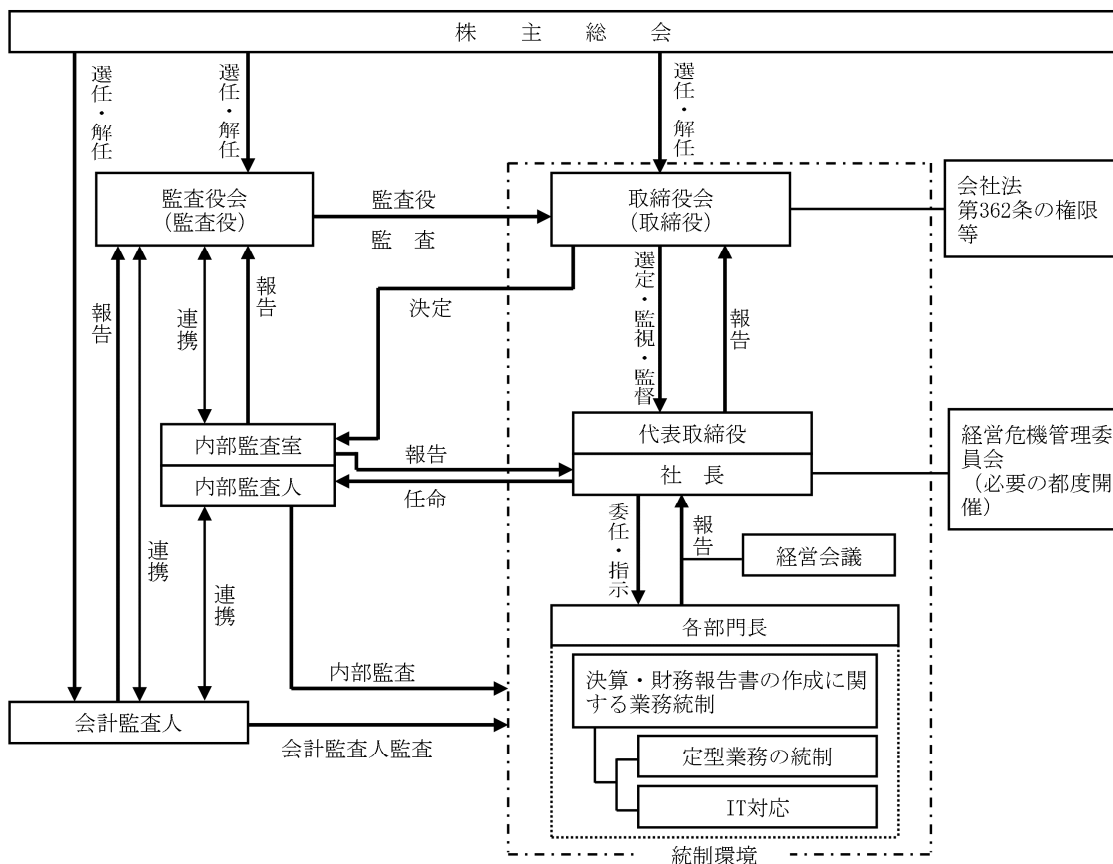 株主総会
選任・解任
選任・解任
選任・解任
監査役会
(監査役)
監査役
監査
取締役会
(取締役)
会社法
第362条の権限
等
報告
連携
報告
決定
選定・監視・監督
報告
内部監査室
内部監査人
報告
任命
代表取締役
社長
経営危機管理委
員会
(必要の都度開
催)
連携
連携
委任・指示
報告
経営会議
各部門長
内部監査
決算・財務報告書の作成に関
する業務統制
会計監査人
会計監査人監査
定型業務の統制
IT対応
統制環境